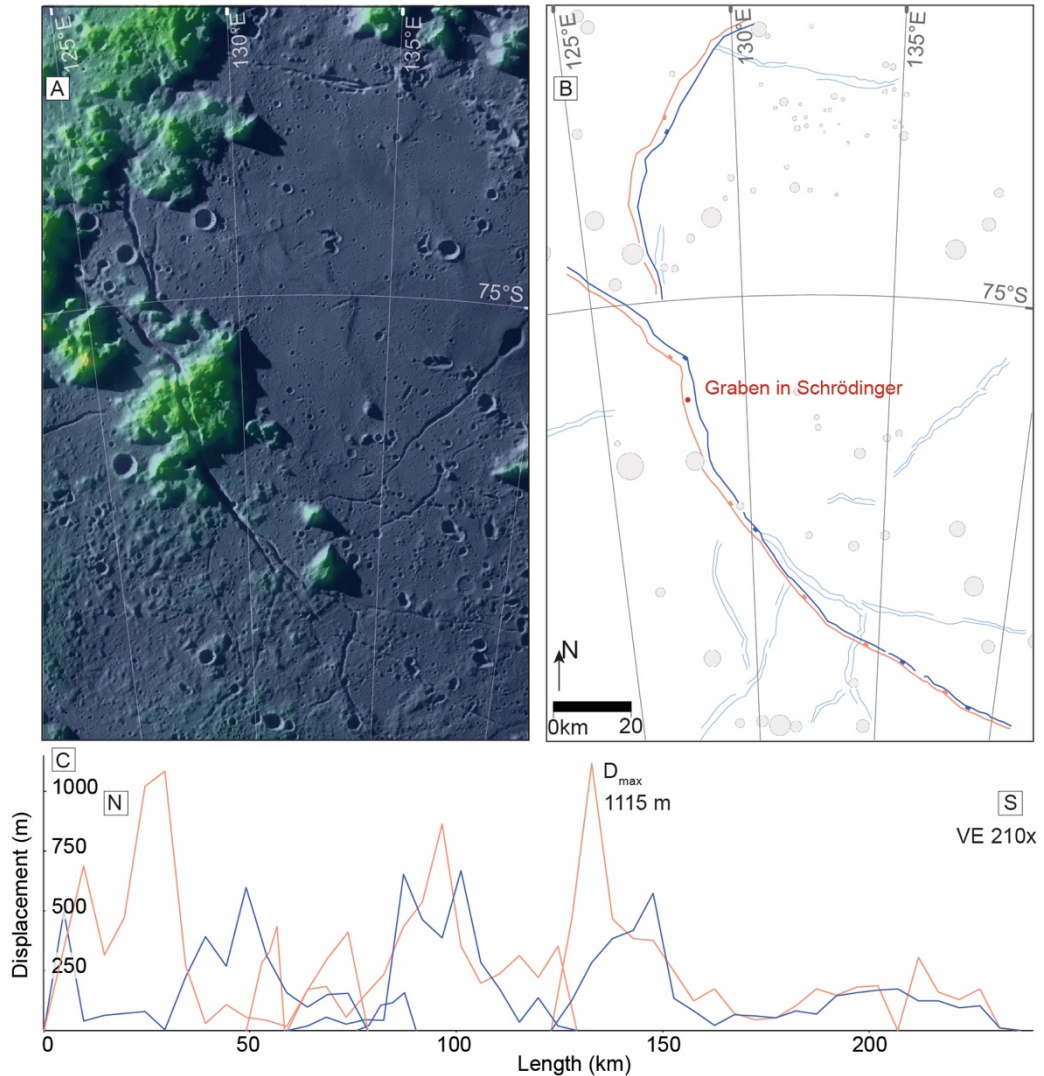 A
125°E
130°E
135°E
75°S
B
125°E
130°E
135°E
75°S
Graben in Schrödinger
N
0km 20
C
N
Dmax
1115 m
S
VE 210x
Displacement (m)
1000
750
500
250
0 50 100 150 200
Length (km)